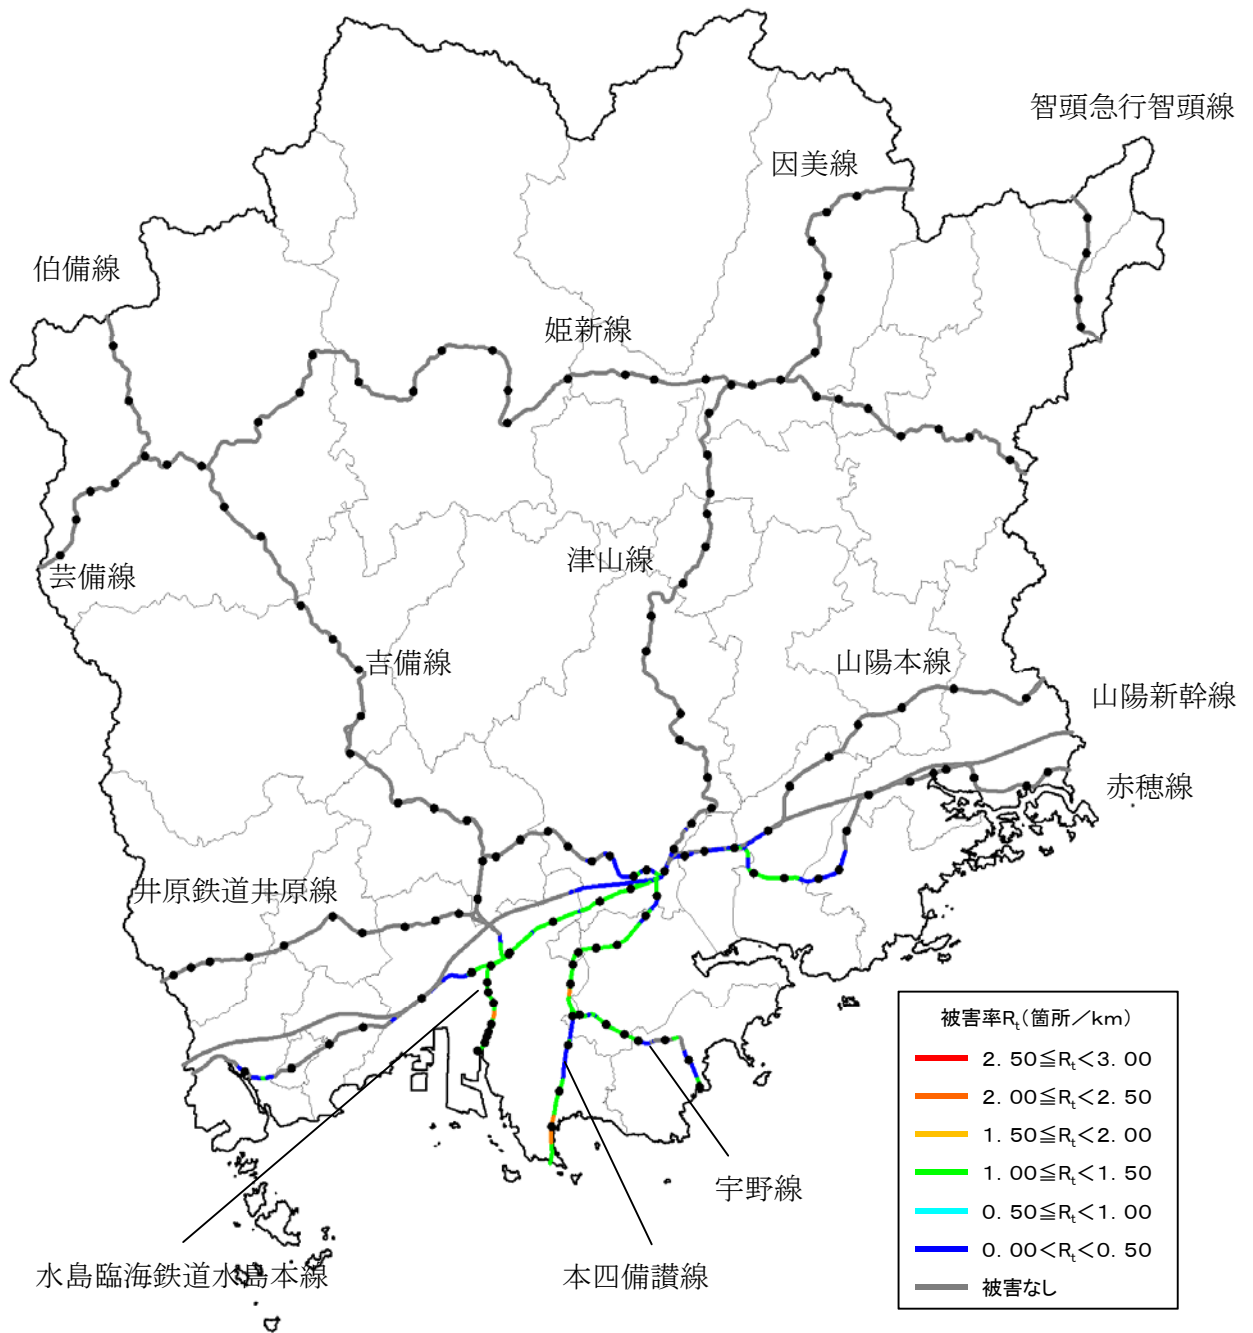 智頭急行智頭線
因美線
伯備線
姫新線
津山線
芸備線
吉備線
山陽本線
山陽新幹線
赤穂線
井原鉄道井原線
宇野線
水島臨海鉄道水島本線
本四備讃線
被害率Rt(箇所／km)
2.50≦Rt＜3.00
2.00≦Rt＜2.50
1.50≦Rt＜2.00
1.00≦Rt＜1.50
0.50≦Rt＜1.00
0.00＜Rt＜0.50
被害なし